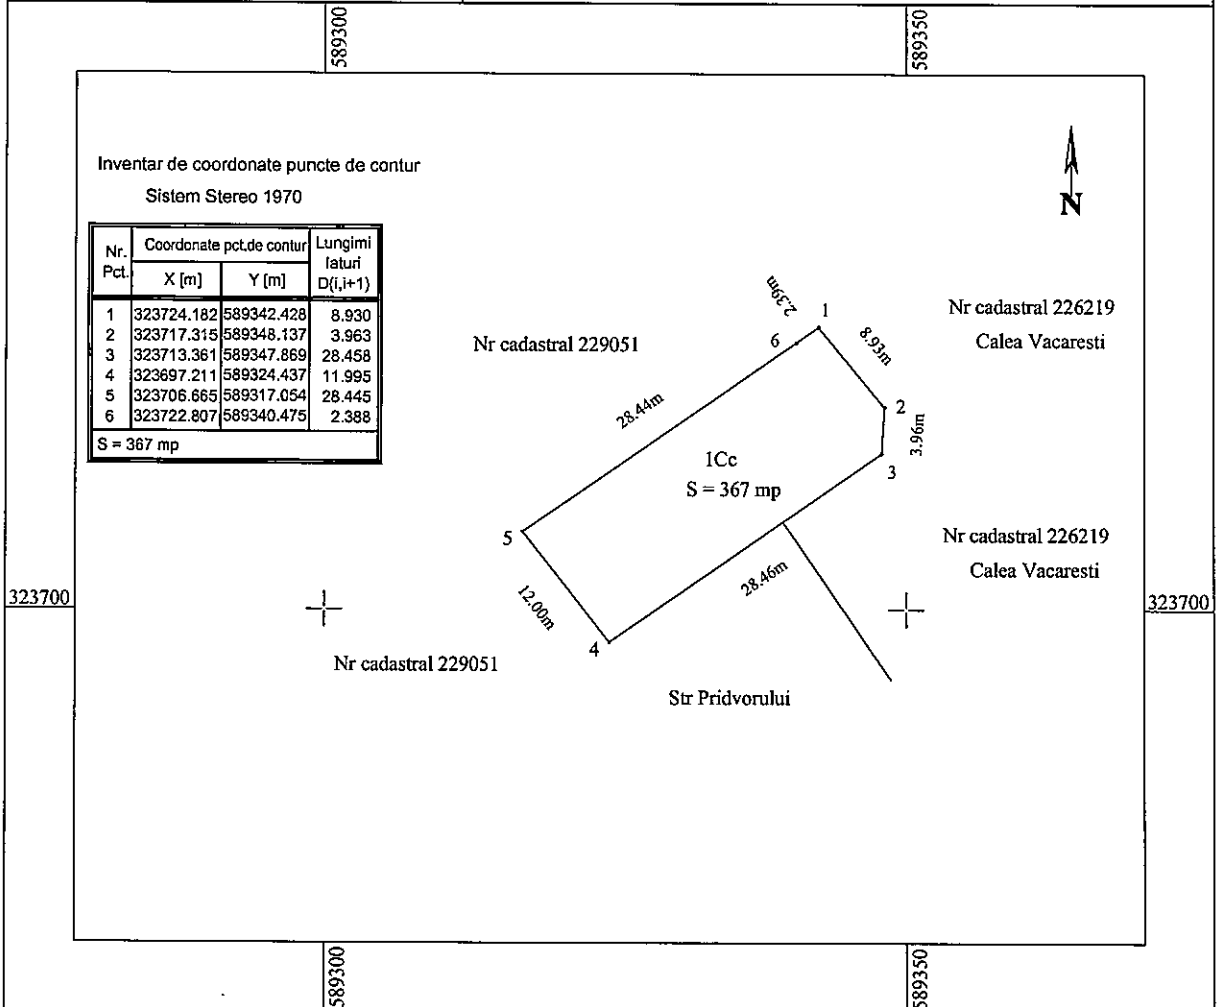 589300
589350
Inventar de coordonate puncte de contur
Sistem Stereo 1970
Nr. Pct. Coordonate pct.de contur Lungimi laturi D(i,i+1)
X [m] Y [m]
1 323724.182 589342.428 8.930
2 323717.315 589348.137 3.963
3 323713.361 589347.869 28.458
4 323697.211 589324.437 11.995
5 323706.665 589317.054 28.445
6 323722.807 589340.475 2.388
S = 367 mp
N
2.39m
1
Nr cadastral 226219
Calea Vacaresti
Nr cadastral 229051
6
8.93m
28.44m
2
3.96m
1Cc
S = 367 mp
3
5
Nr cadastral 226219
Calea Vacaresti
28.46m
12.00m
323700
323700
4
Nr cadastral 229051
Str Pridvorului
589300
589350